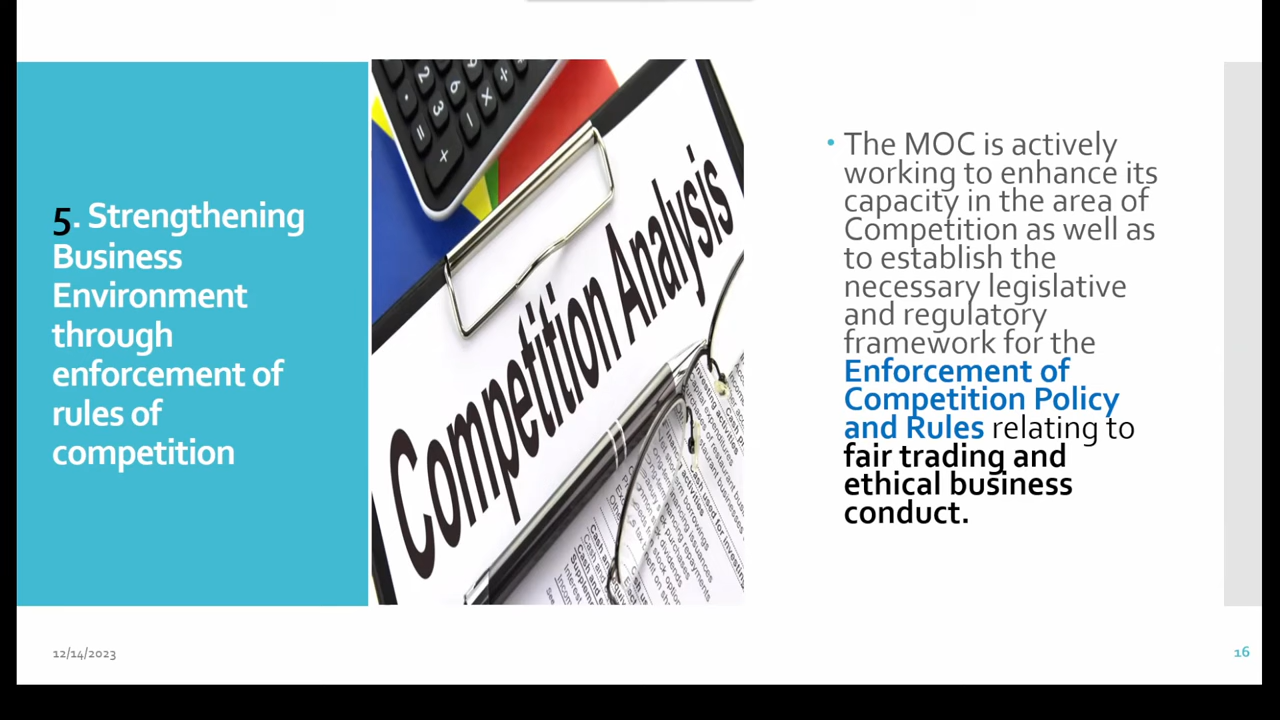 5. Strengthening
Business
Environment
through
enforcement of
rules of
competition
Competition Analysis
The MOC is actively
working to enhance its
capacity in the area of
Competition as well as
to establish the
necessary legislative
and regulatory
framework for the
Enforcement of
Competition Policy
and Rules relating to
fair trading and
ethical business
conduct.
12/14/2023
16